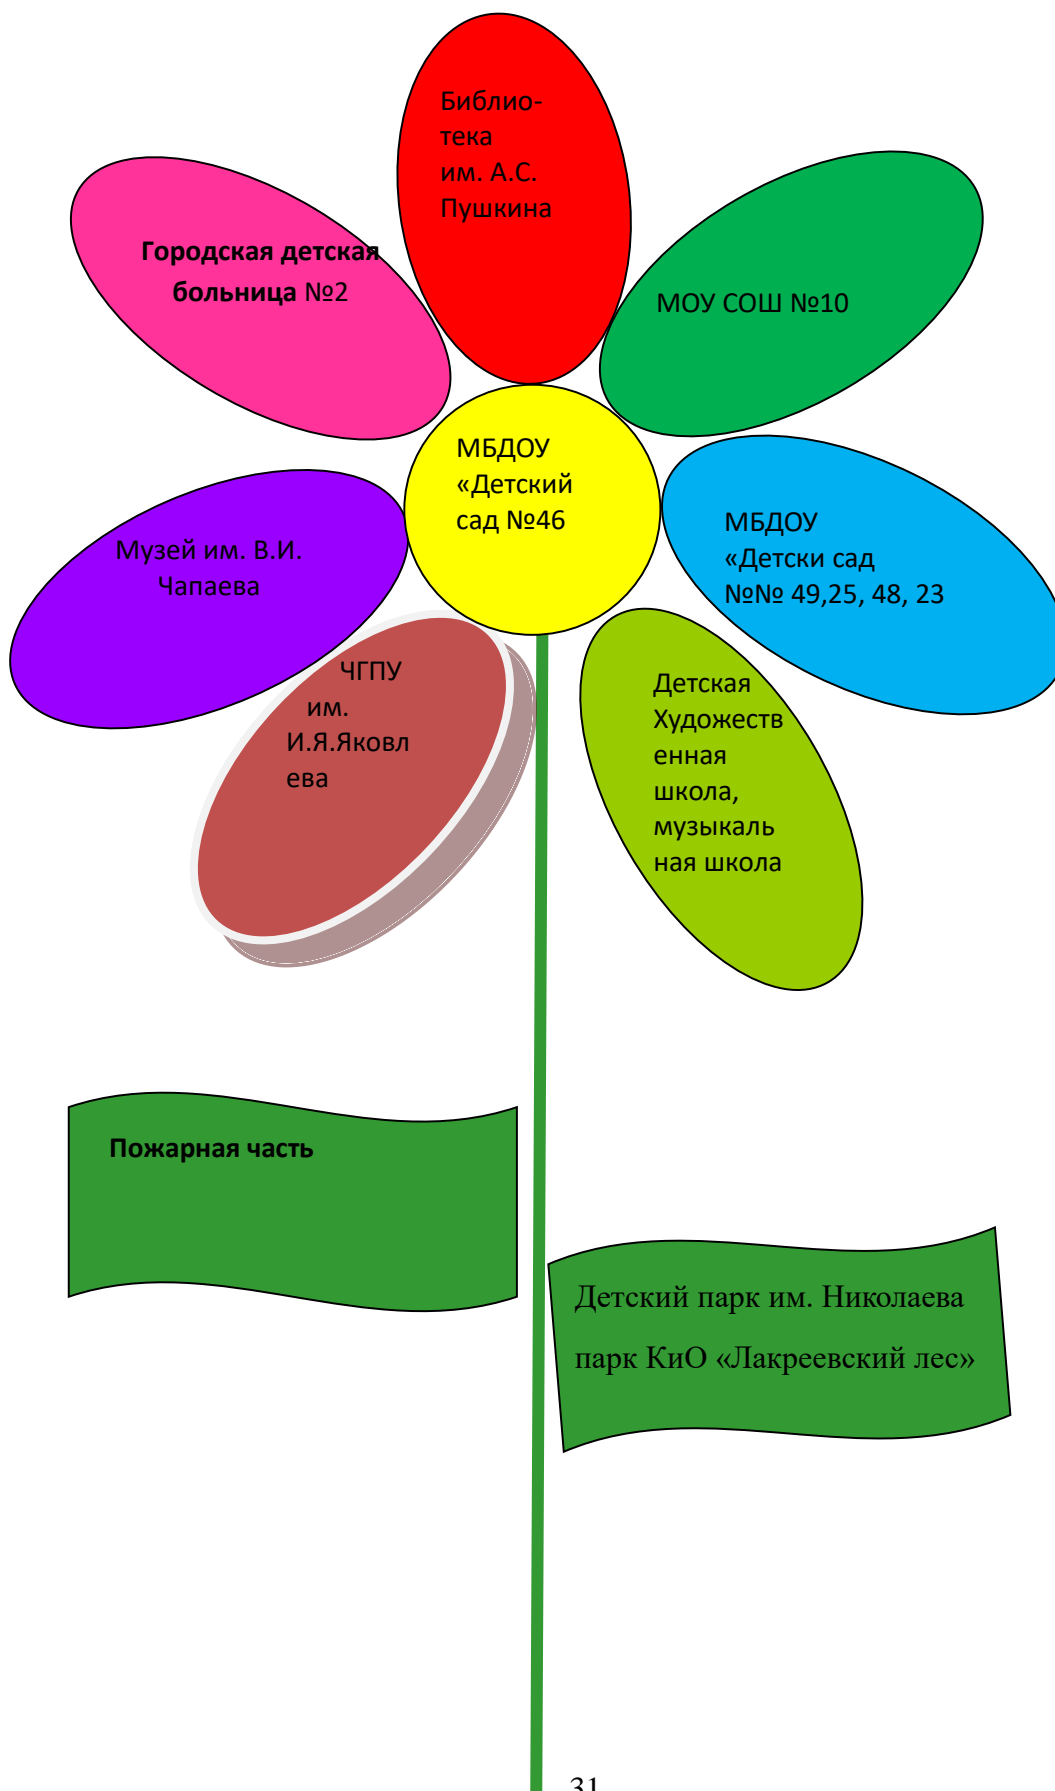 Библио-
тека
им. А.С.
Пушкина
Городская детская
больница №2
МОУ СОШ №10
МБДОУ
«Детский
сад №46
МБДОУ
«Детски сад
№№ 49,25, 48, 23
Музей им. В.И.
Чапаева
ЧГПУ
им.
И.Я.Яковл
ева
Детская
Художеств
енная
школа,
музыкаль
ная школа
Пожарная часть
Детский парк им. Николаева
парк КиО «Лакреевский лес»
31